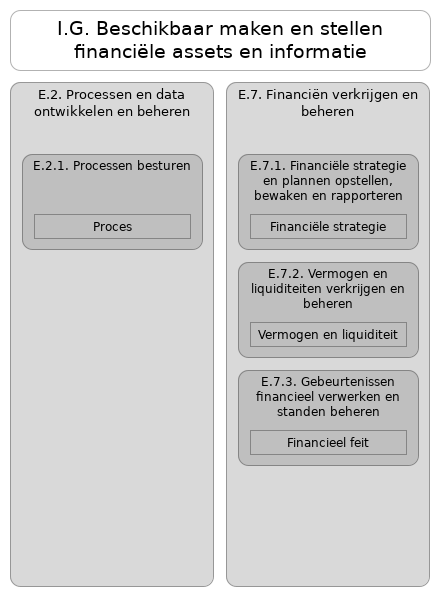 I.G. Beschikbaar maken en stellen
financiële assets en informatie
E.2. Processen en data
ontwikkelen en beheren
E.2.1. Processen besturen
Proces
E.7. Financiën verkrijgen en
beheren
E.7.1. Financiële strategie
en plannen opstellen,
bewaken en rapporteren
Financiële strategie
E.7.2. Vermogen en
liquiditeiten verkrijgen en
beheren
Vermogen en liquiditeit
E.7.3. Gebeurtenissen
financieel verwerken en
standen beheren
Financieel feit